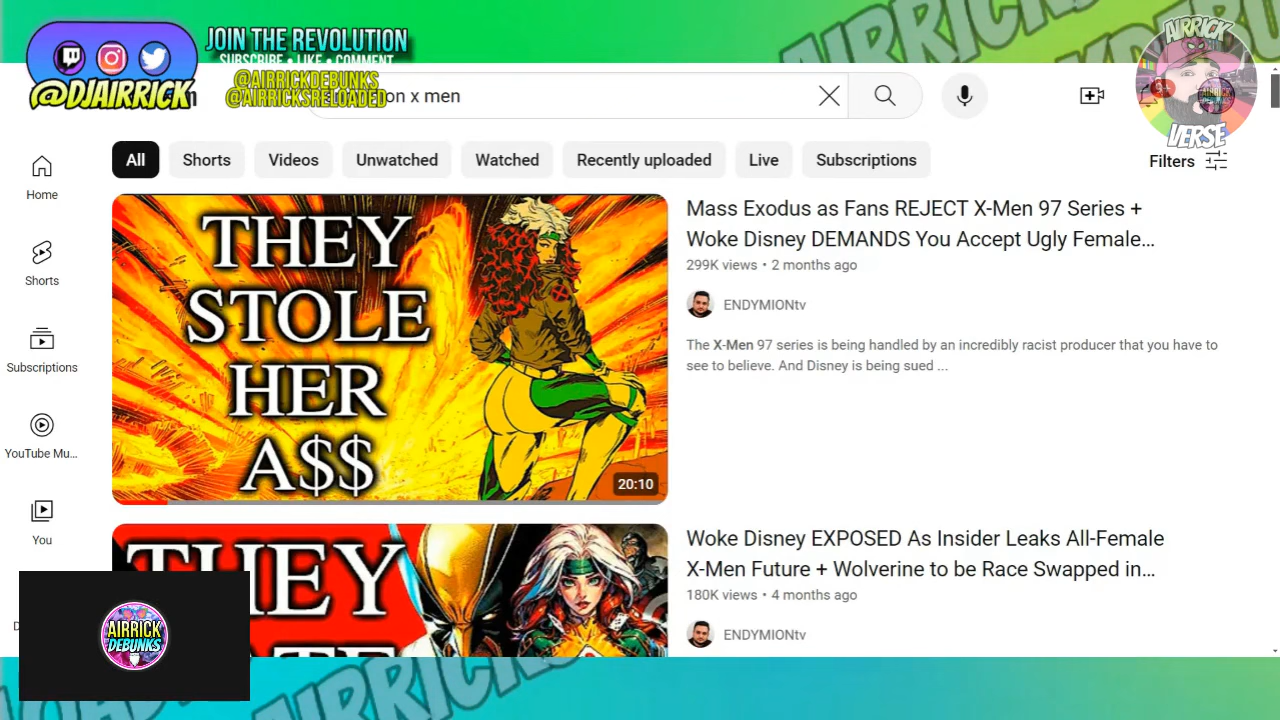 JOIN THE REVOLUTION
SUBSCRIBE • LIKE • COMMENT
@AIRRICKDEBUNKS
@AIRRICKSRELOADED
@DJAIRRICK
on x men
AIRRICK
VERSE
9+
All
Shorts
Videos
Unwatched
Watched
Recently uploaded
Live
Subscriptions
Filters
Home
Shorts
Subscriptions
YouTube Mu...
You
THEY
STOLE
HER
A$$
20:10
Mass Exodus as Fans REJECT X-Men 97 Series +
Woke Disney DEMANDS You Accept Ugly Female...
299K views • 2 months ago
ENDYMIONtv
The X-Men 97 series is being handled by an incredibly racist producer that you have to
see to believe. And Disney is being sued ...
THEY
Woke Disney EXPOSED As Insider Leaks All-Female
X-Men Future + Wolverine to be Race Swapped in...
180K views • 4 months ago
ENDYMIONtv
AIRRICK
DEBUNKS